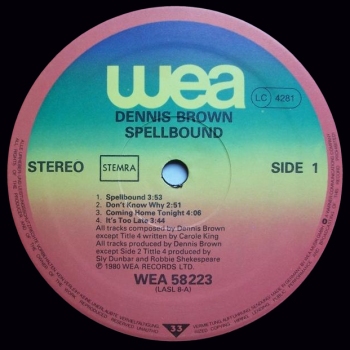 wea
LC 4281
DENNIS BROWN
SPELLBOUND
STEREO
STEMRA
SIDE 1
1. Spellbound 3:53
2. Don't Know Why 2:51
3. Coming Home Tonight 4:06
4. It's Too Late 3:44
All tracks composed by Dennis Brown
except Title 4 written by Carole King
All tracks produced by Dennis Brown
except Side 2 Tittle 4 produced by
Sly Dunbar and Robbie Shakespeare
℗ 1980 WEA RECORDS LTD.
WEA 58223
(LASL 8-A)
33